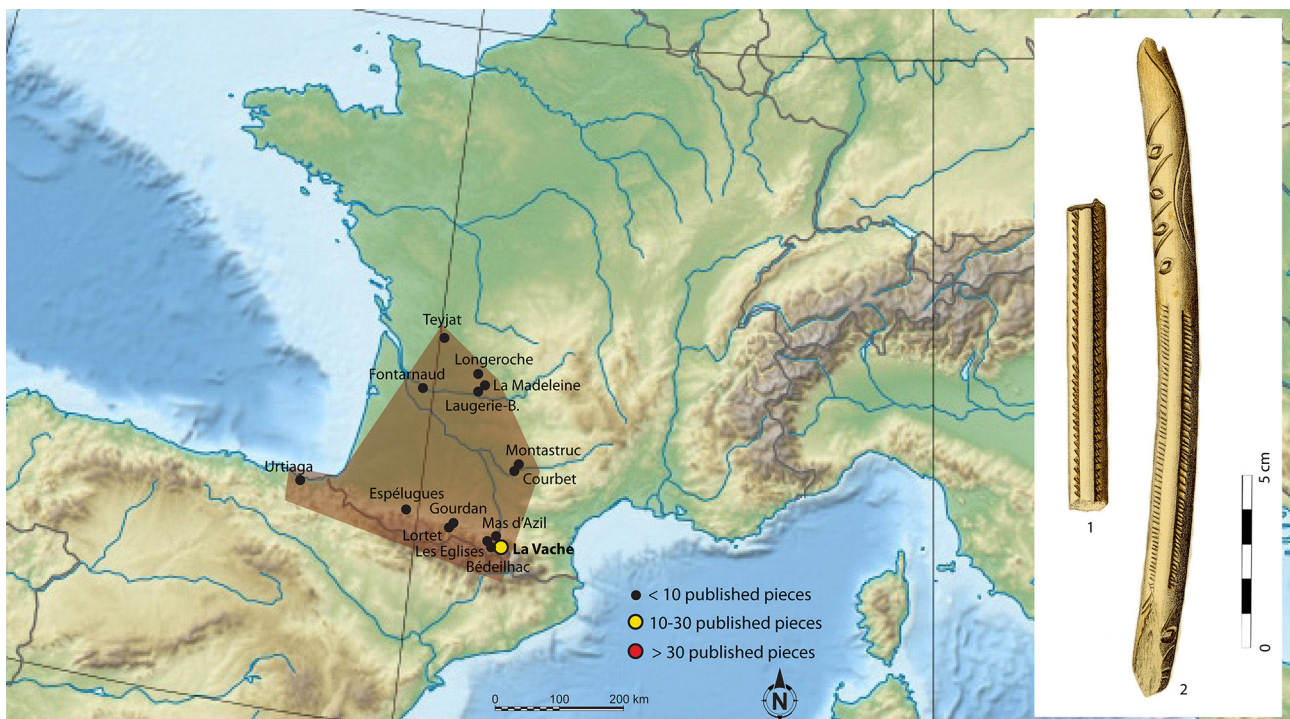 Teyjat
Longeroche
Fontarnaud
La Madeleine
Laugerie-B.
Montastruc
Courbet
Urtiaga
Espélugues
Gourdan
Mas d'Azil
Lortet
Les Eglises
La Vache
Bédeilhac
< 10 published pieces
10-30 published pieces
> 30 published pieces
0 100 200 km
N
1
2
5 cm
0